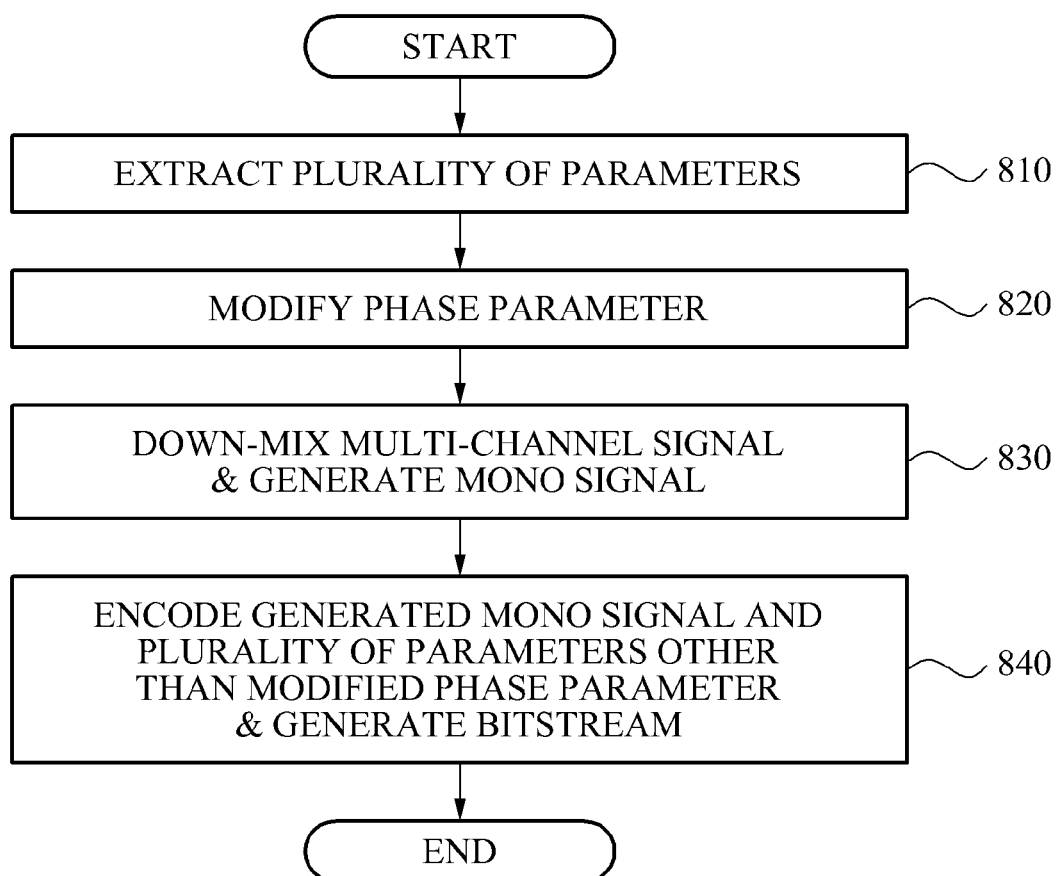 START
EXTRACT PLURALITY OF PARAMETERS
810
MODIFY PHASE PARAMETER
820
DOWN-MIX MULTI-CHANNEL SIGNAL
& GENERATE MONO SIGNAL
830
ENCODE GENERATED MONO SIGNAL AND
PLURALITY OF PARAMETERS OTHER
THAN MODIFIED PHASE PARAMETER
& GENERATE BITSTREAM
840
END